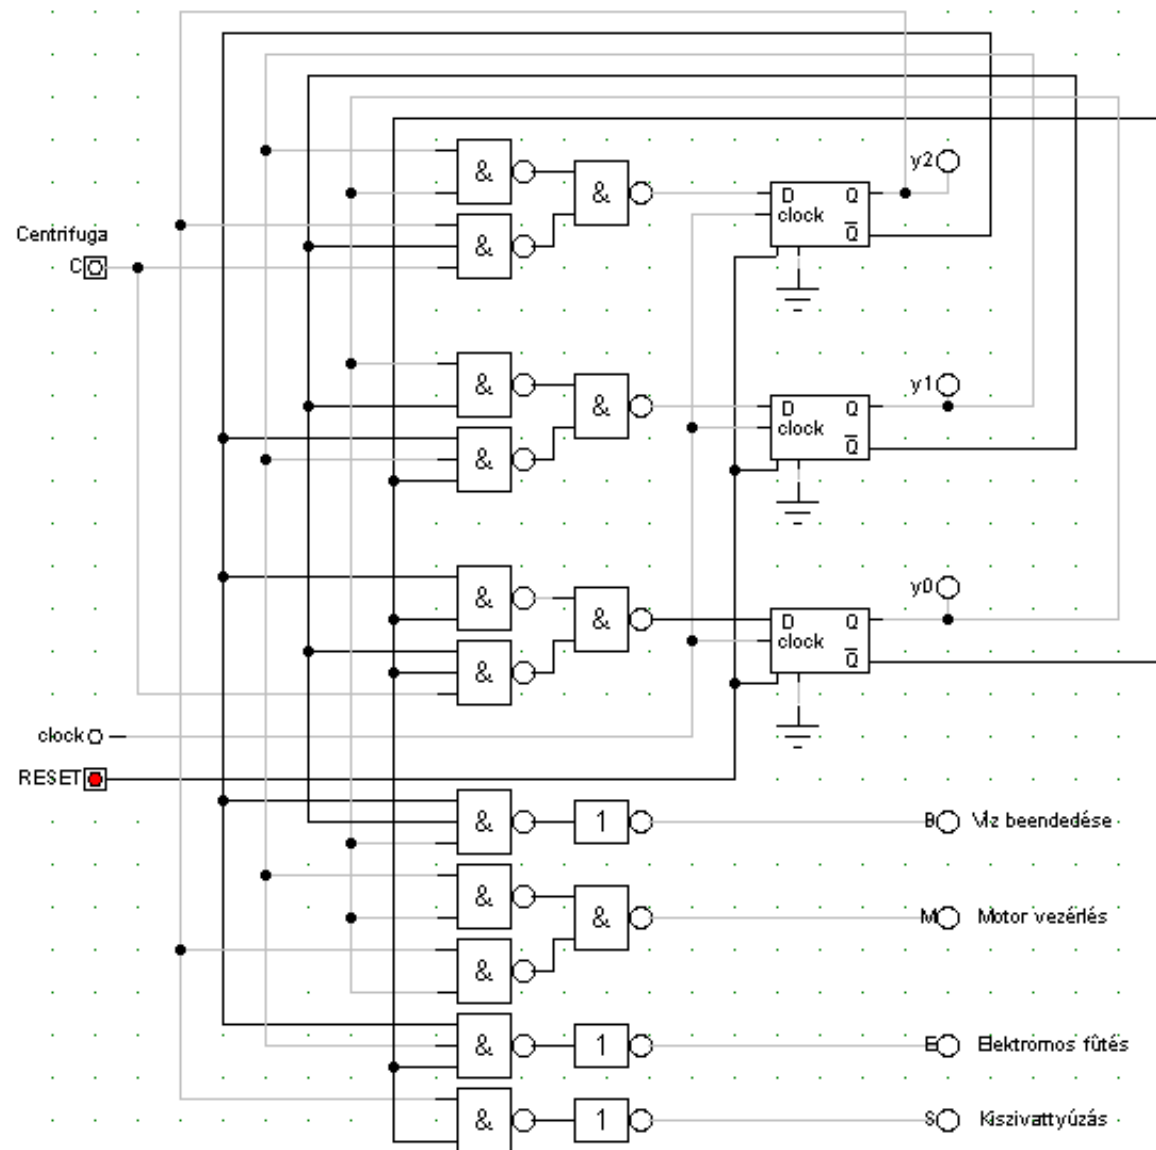 & & y2
D Q
clock
Q
Centrifuga
&
C
& & y1
D Q
clock
Q
&
& & y0
D Q
clock
Q
&
clock
RESET
& 1 B Víz beendedése
&
& M Motor vezérlés
&
& 1 E Elektromos fűtés
& 1 S Kiszivattyúzás